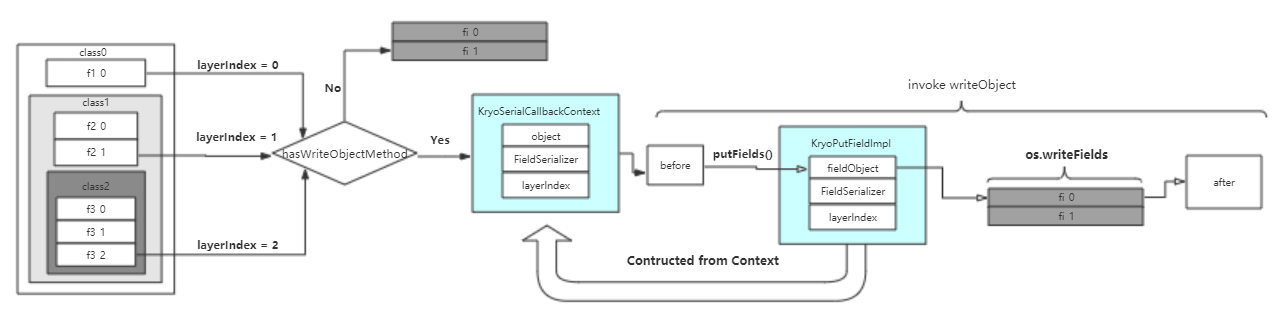 class0
f1 0
class1
f2 0
f2 1
class2
f3 0
f3 1
f3 2
layerIndex = 0
layerIndex = 1
layerIndex = 2
hasWriteObjectMethod
No
fi 0
fi 1
Yes
KryoSerialCallbackContext
object
FieldSerializer
layerIndex
invoke writeObject
before
putFields()
KryoPutFieldImpl
fieldObject
FieldSerializer
layerIndex
os.writeFields
fi 0
fi 1
after
Contructed from Context